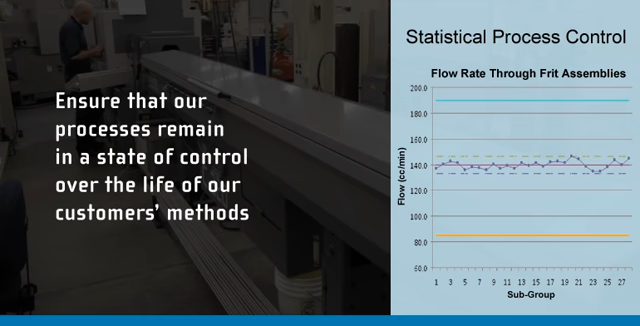 Ensure that our
processes remain
in a state of control
over the life of our
customers' methods
Statistical Process Control
Flow Rate Through Frit Assemblies
Flow (cc/min)
200.0
180.0
160.0
140.0
120.0
100.0
80.0
60.0
1 3 5 7 9 11 13 15 17 19 21 23 25 27
Sub-Group